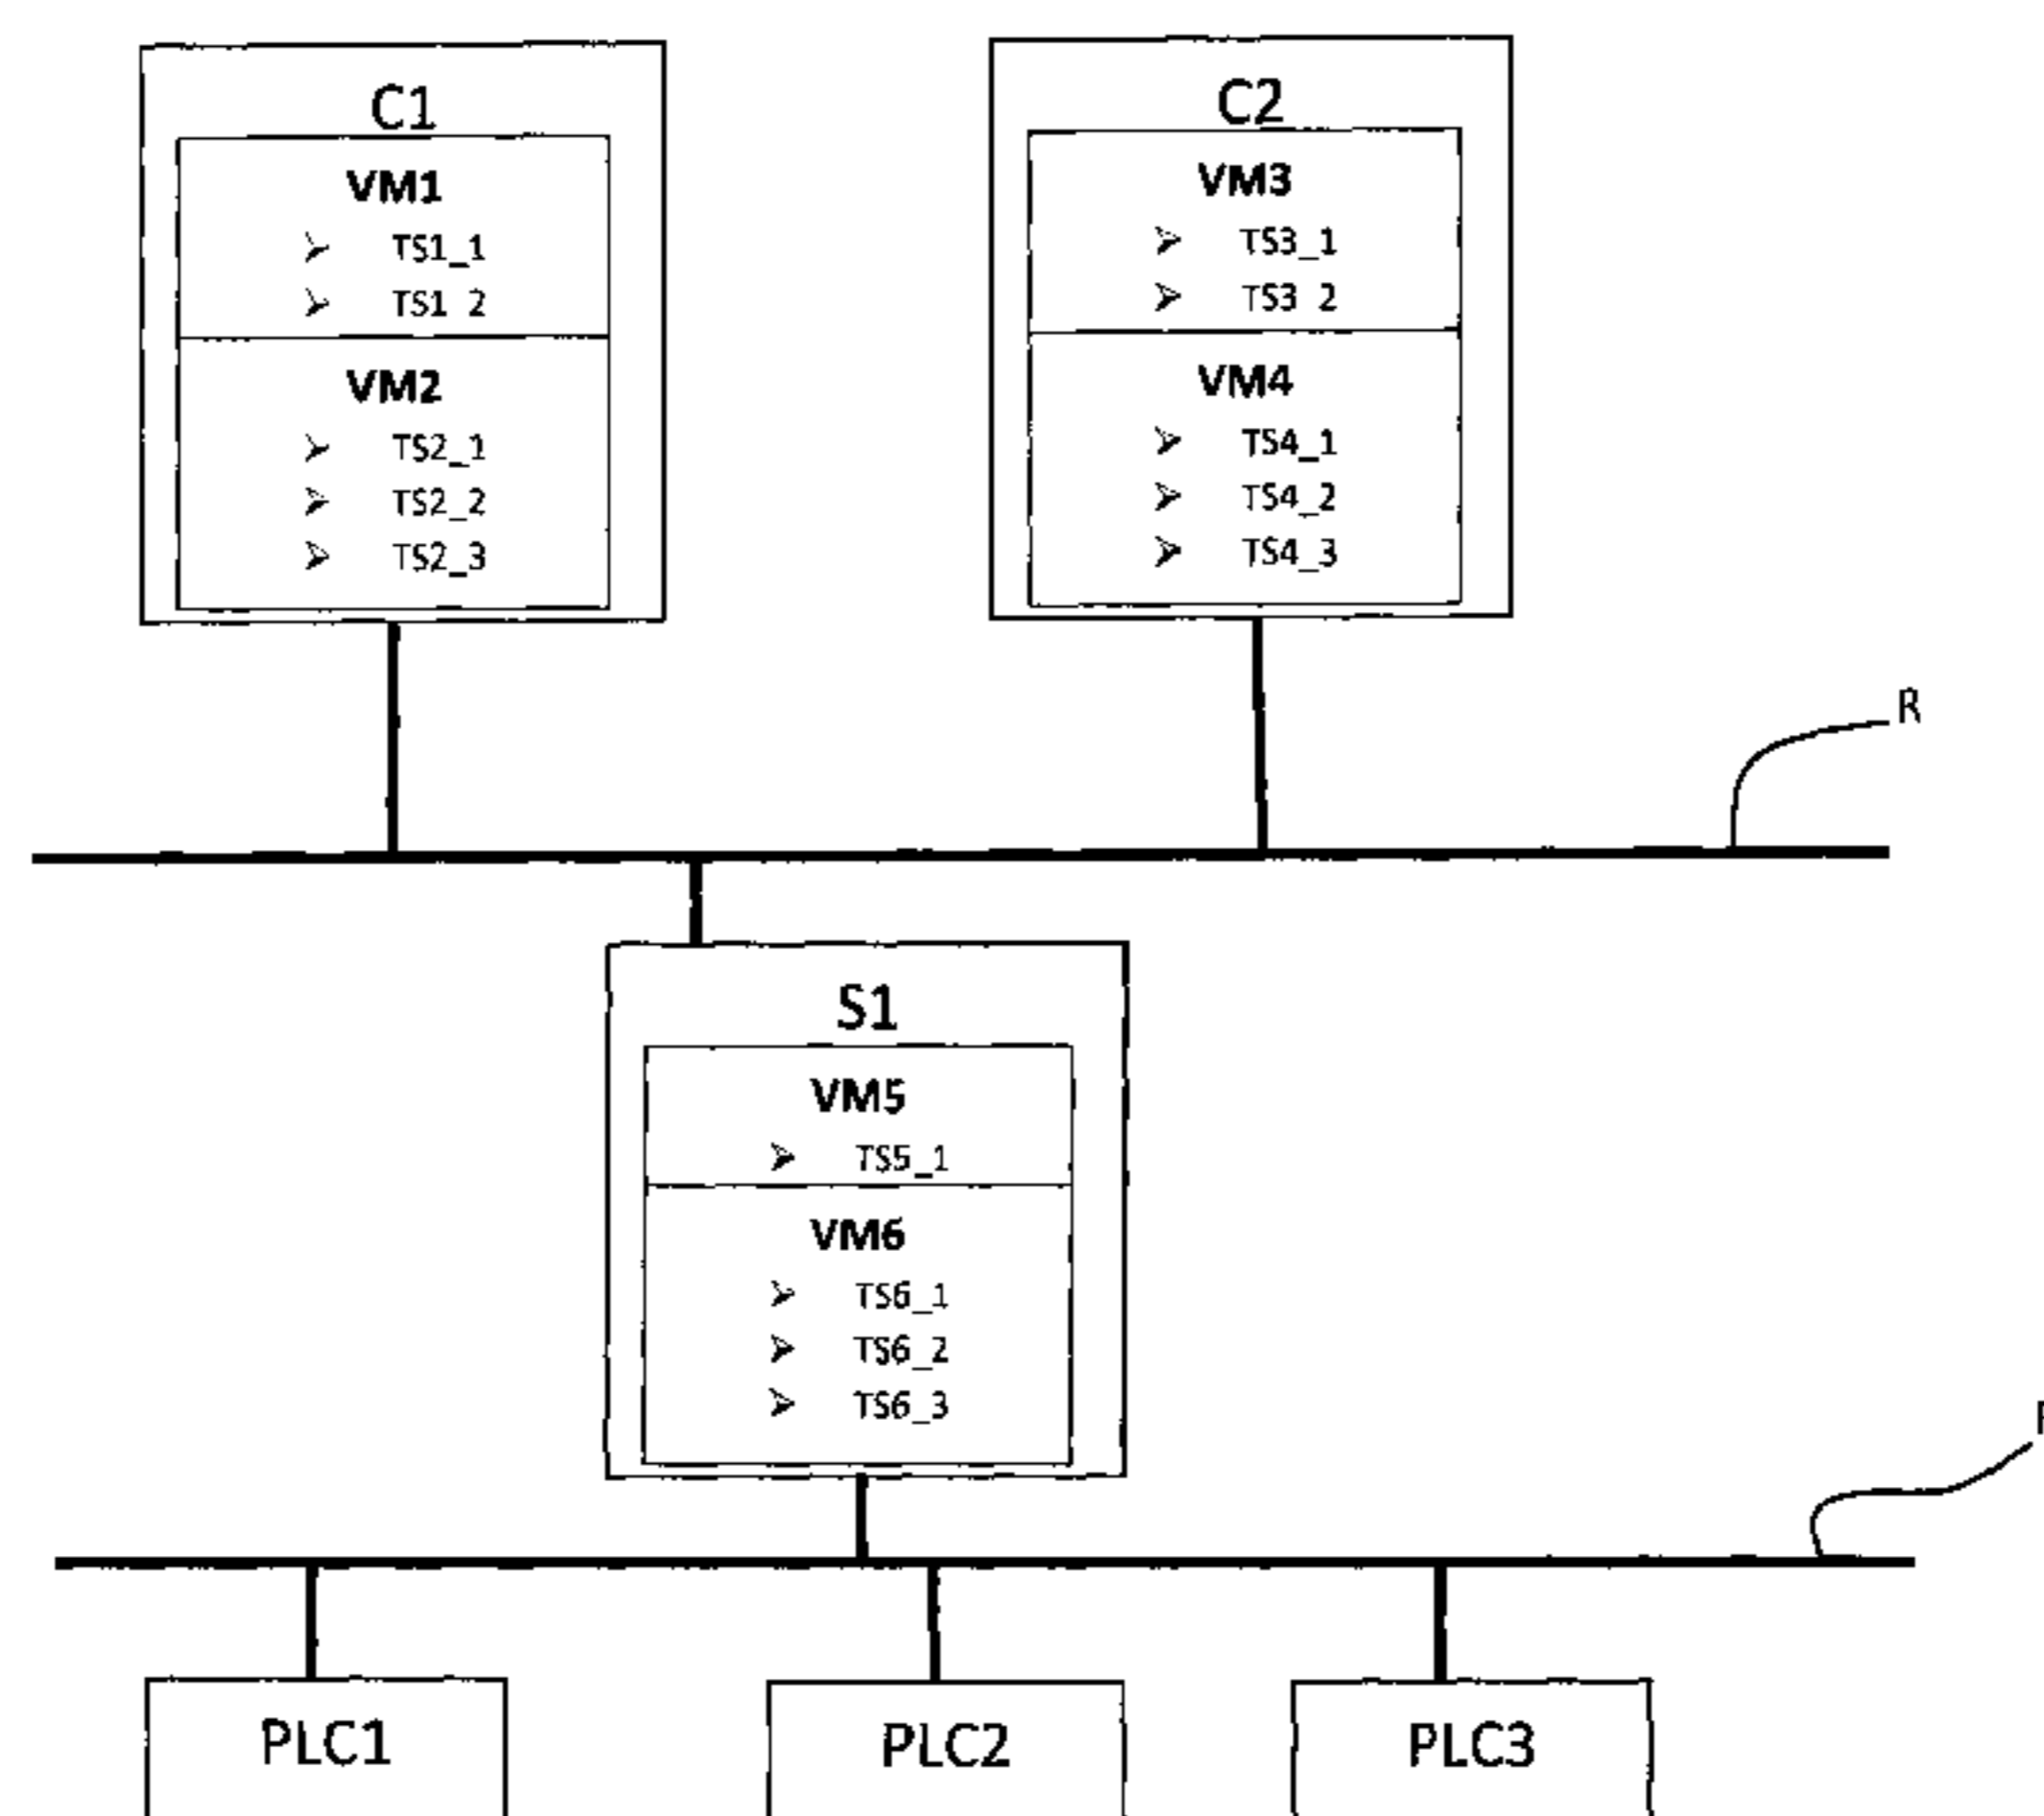 C1
VM1
➤ TS1_1
➤ TS1_2
VM2
➤ TS2_1
➤ TS2_2
➤ TS2_3
C2
VM3
➤ TS3_1
➤ TS3_2
VM4
➤ TS4_1
➤ TS4_2
➤ TS4_3
R
S1
VM5
➤ TS5_1
VM6
➤ TS6_1
➤ TS6_2
➤ TS6_3
PLC1
PLC2
PLC3